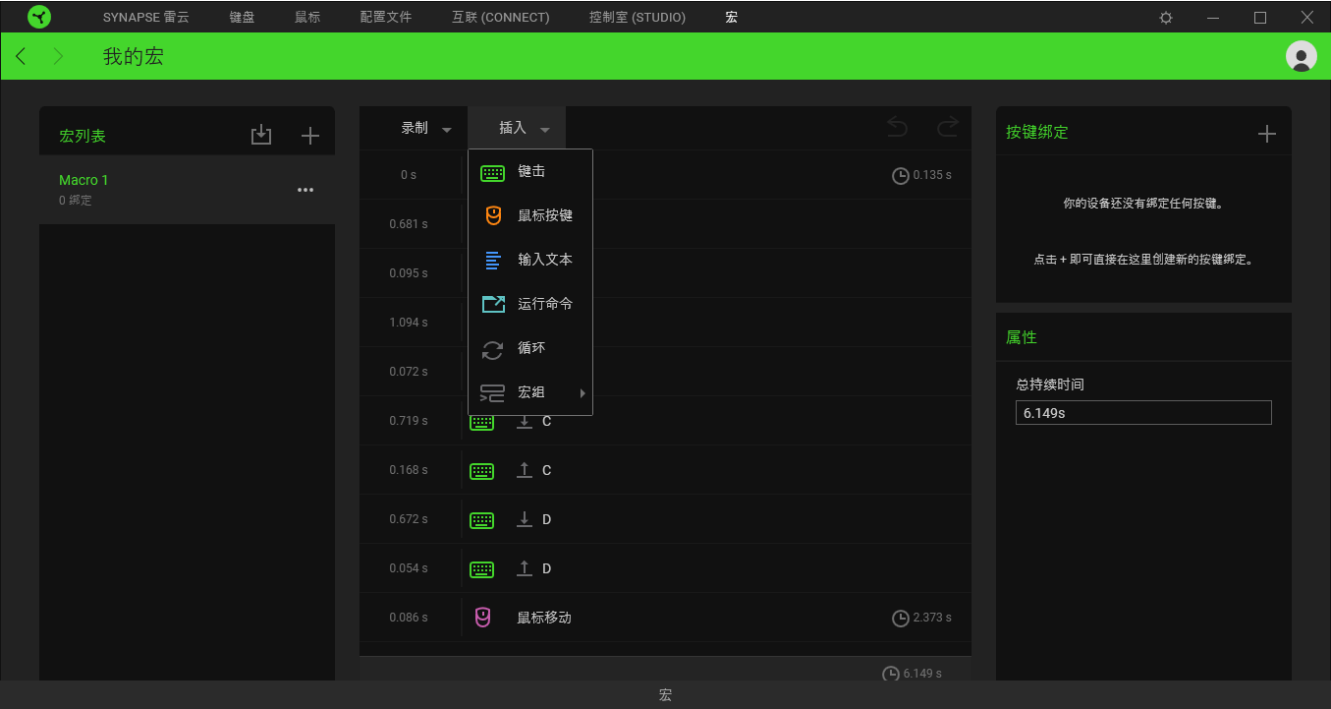 SYNAPSE 雷云 键盘 鼠标 配置文件 互联 (CONNECT) 控制室 (STUDIO) 宏
我的宏
宏列表
Macro 1
0 绑定
录制 插入
键击
鼠标按键
输入文本
运行命令
循环
宏组
0 s 0.135 s
0.681 s
0.095 s
1.094 s
0.072 s
0.719 s C
0.168 s C
0.672 s D
0.054 s D
0.086 s 鼠标移动 2.373 s
6.149 s
按键绑定
你的设备还没有绑定任何按键。
点击 + 即可直接在这里创建新的按键绑定。
属性
总持续时间
6.149s
宏